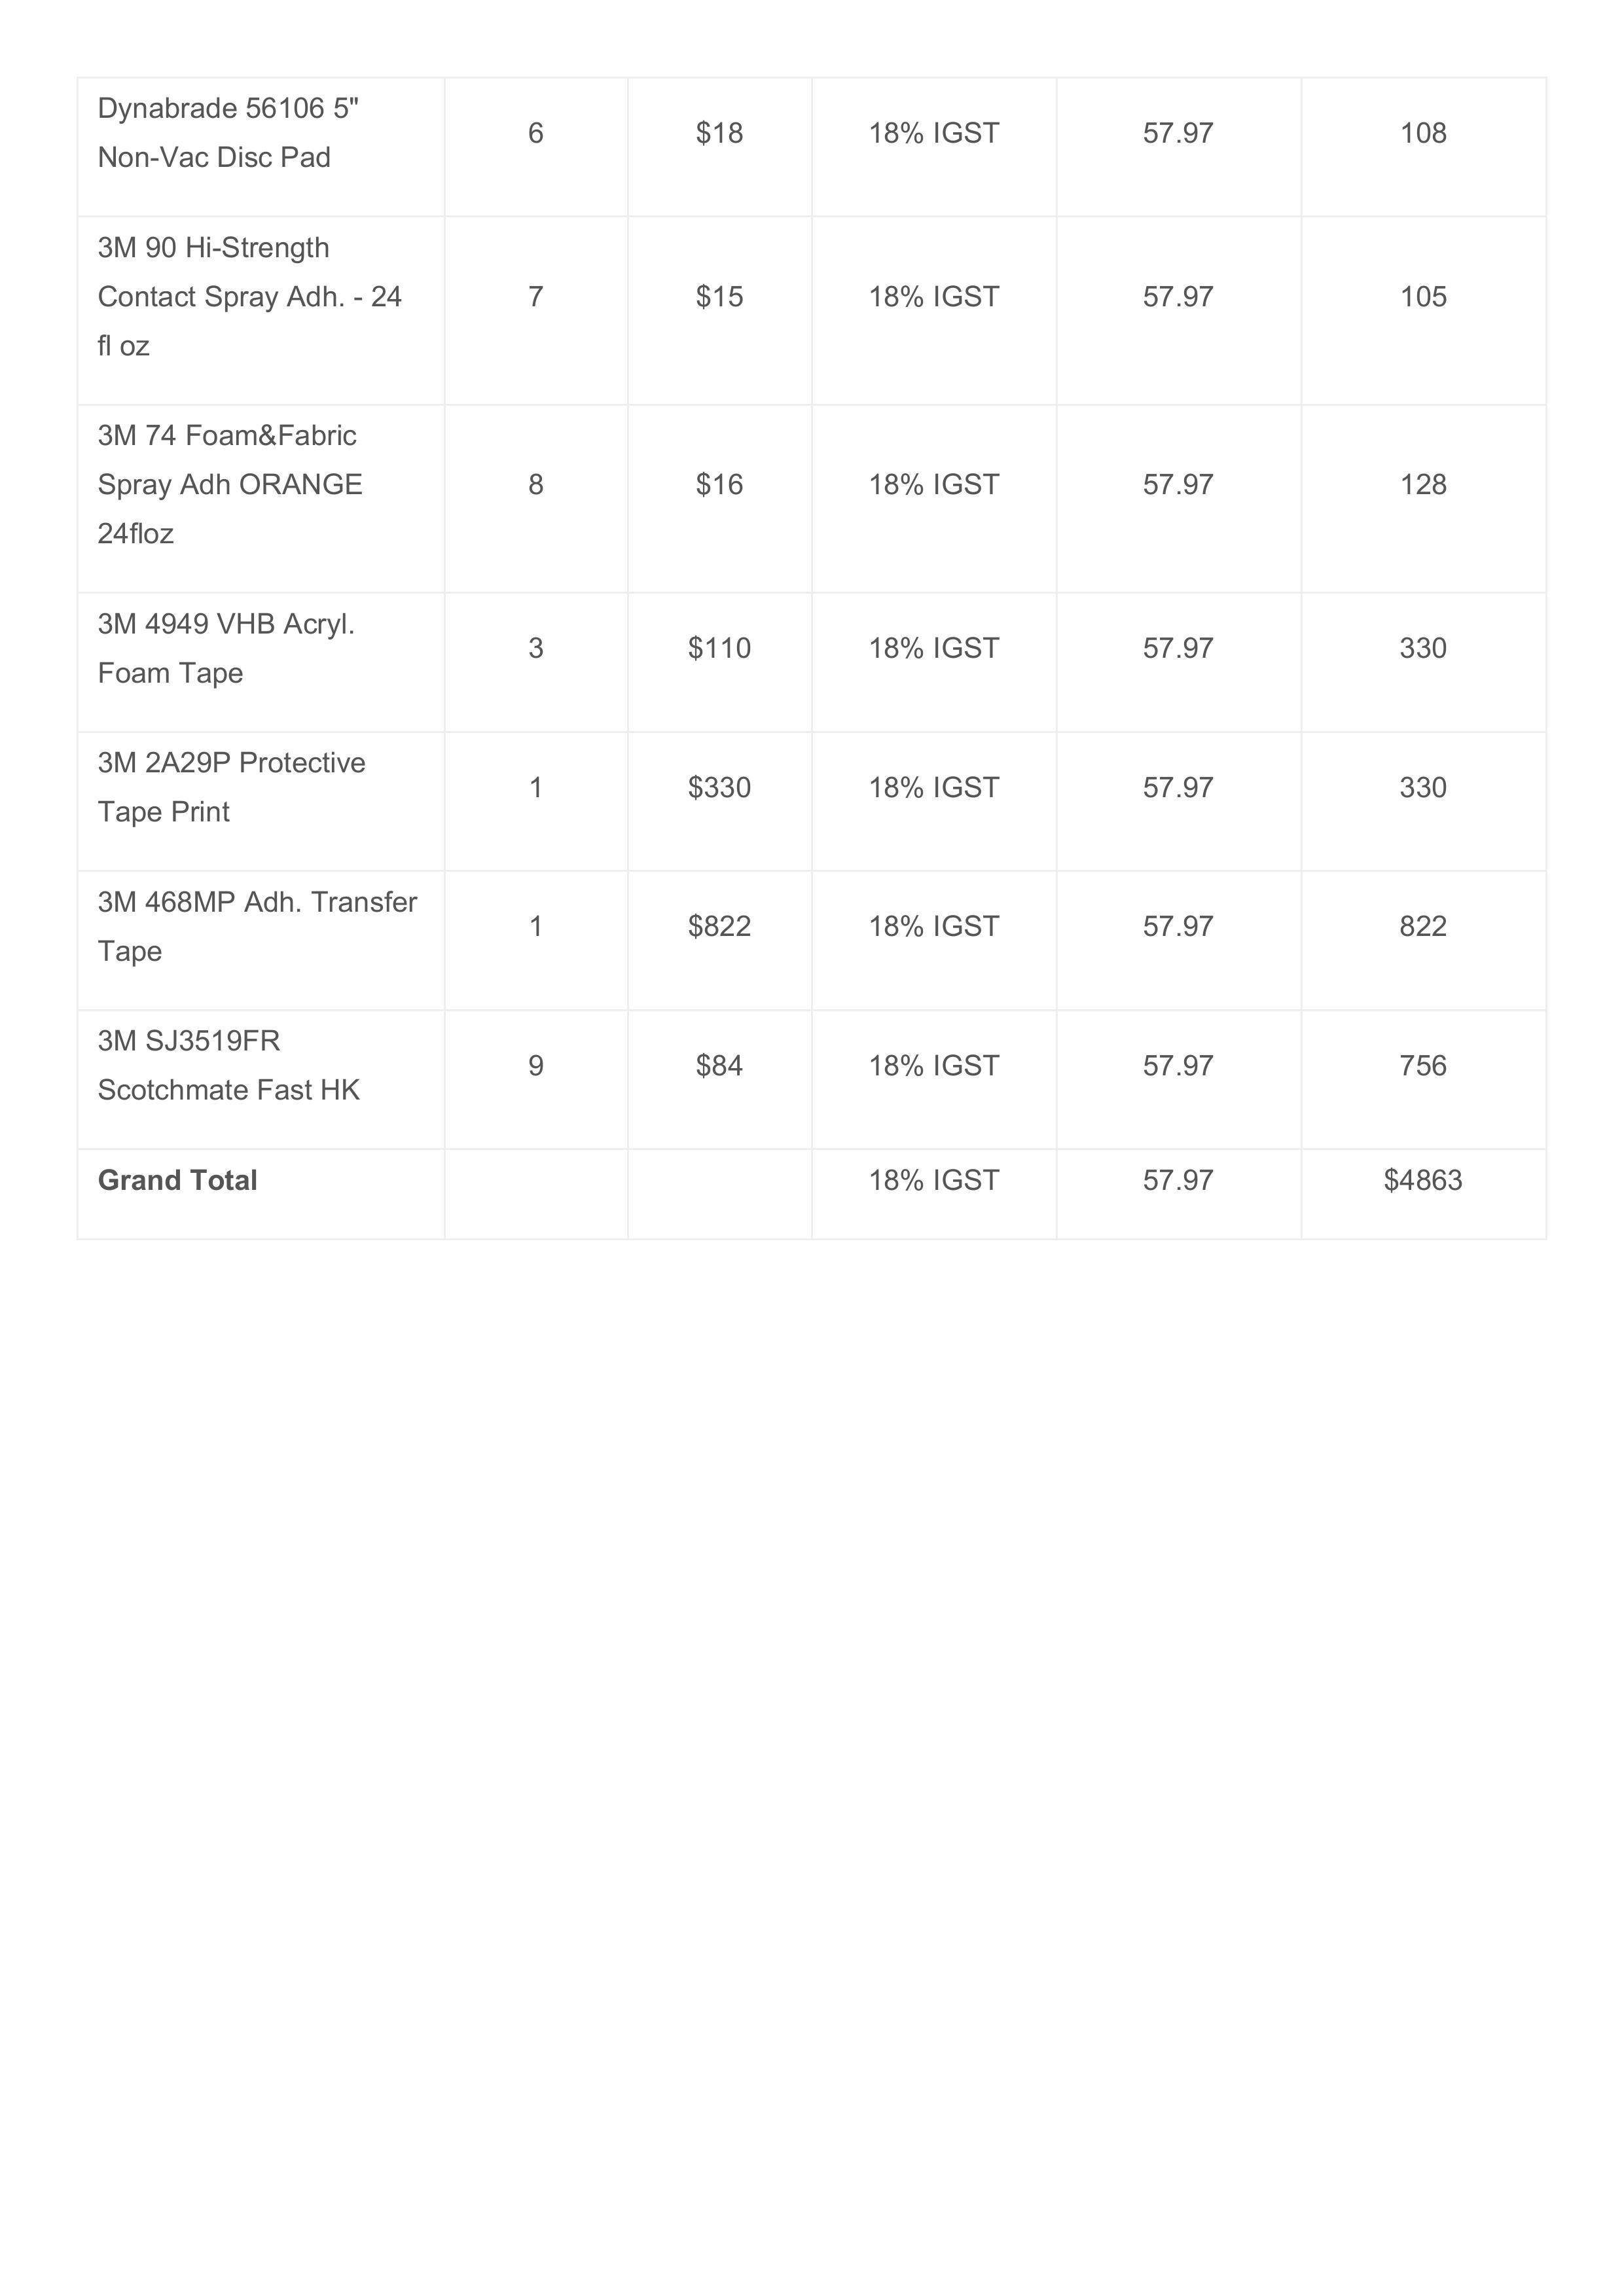 Dynabrade 56106 5"
Non-Vac Disc Pad
6
$18
18% IGST
57.97
108
3M 90 Hi-Strength
Contact Spray Adh. - 24
fl oz
7
$15
18% IGST
57.97
105
3M 74 Foam&Fabric
Spray Adh ORANGE
24floz
8
$16
18% IGST
57.97
128
3M 4949 VHB Acryl.
Foam Tape
3
$110
18% IGST
57.97
330
3M 2A29P Protective
Tape Print
1
$330
18% IGST
57.97
330
3M 468MP Adh. Transfer
Tape
1
$822
18% IGST
57.97
822
3M SJ3519FR
Scotchmate Fast HK
9
$84
18% IGST
57.97
756
Grand Total
18% IGST
57.97
$4863